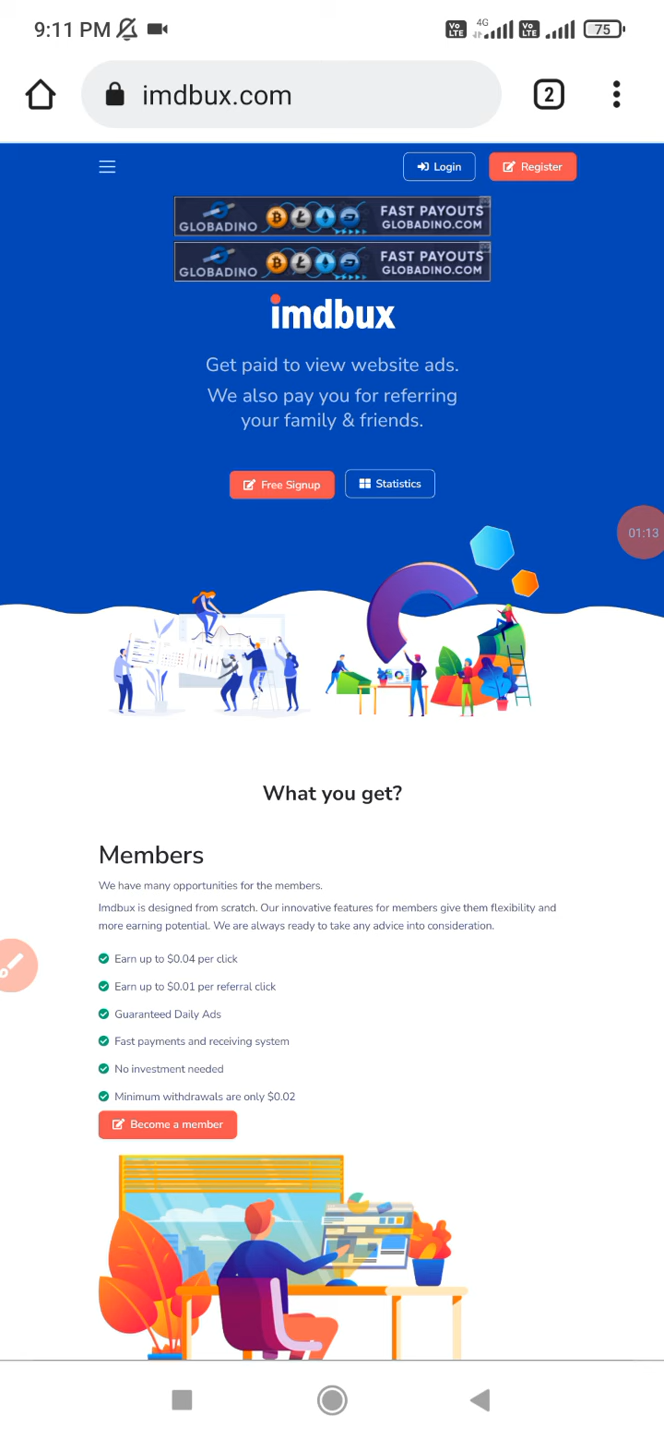 9:11 PM
Vo LTE 4G Vo LTE 75
imdbux.com 2
Login Register
GLOBADINO FAST PAYOUTS GLOBADINO.COM
GLOBADINO FAST PAYOUTS GLOBADINO.COM
imdbux
Get paid to view website ads.
We also pay you for referring
your family & friends.
Free Signup Statistics
01:13
What you get?
Members
We have many opportunities for the members.
Imdbux is designed from scratch. Our innovative features for members give them flexibility and
more earning potential. We are always ready to take any advice into consideration.
Earn up to $0.04 per click
Earn up to $0.01 per referral click
Guaranteed Daily Ads
Fast payments and receiving system
No investment needed
Minimum withdrawals are only $0.02
Become a member